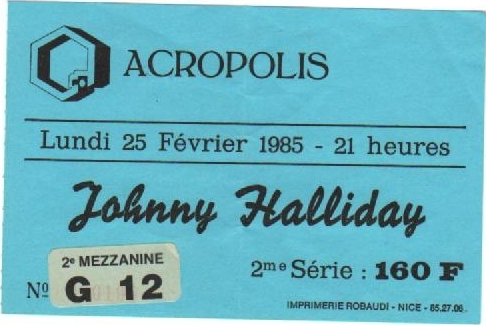 ACROPOLIS
Lundi 25 Février 1985 - 21 heures
Johnny Halliday
2e MEZZANINE
2me Série : 160 F
No G 12
IMPRIMERIE ROBAUDI - NICE - 85.27.06